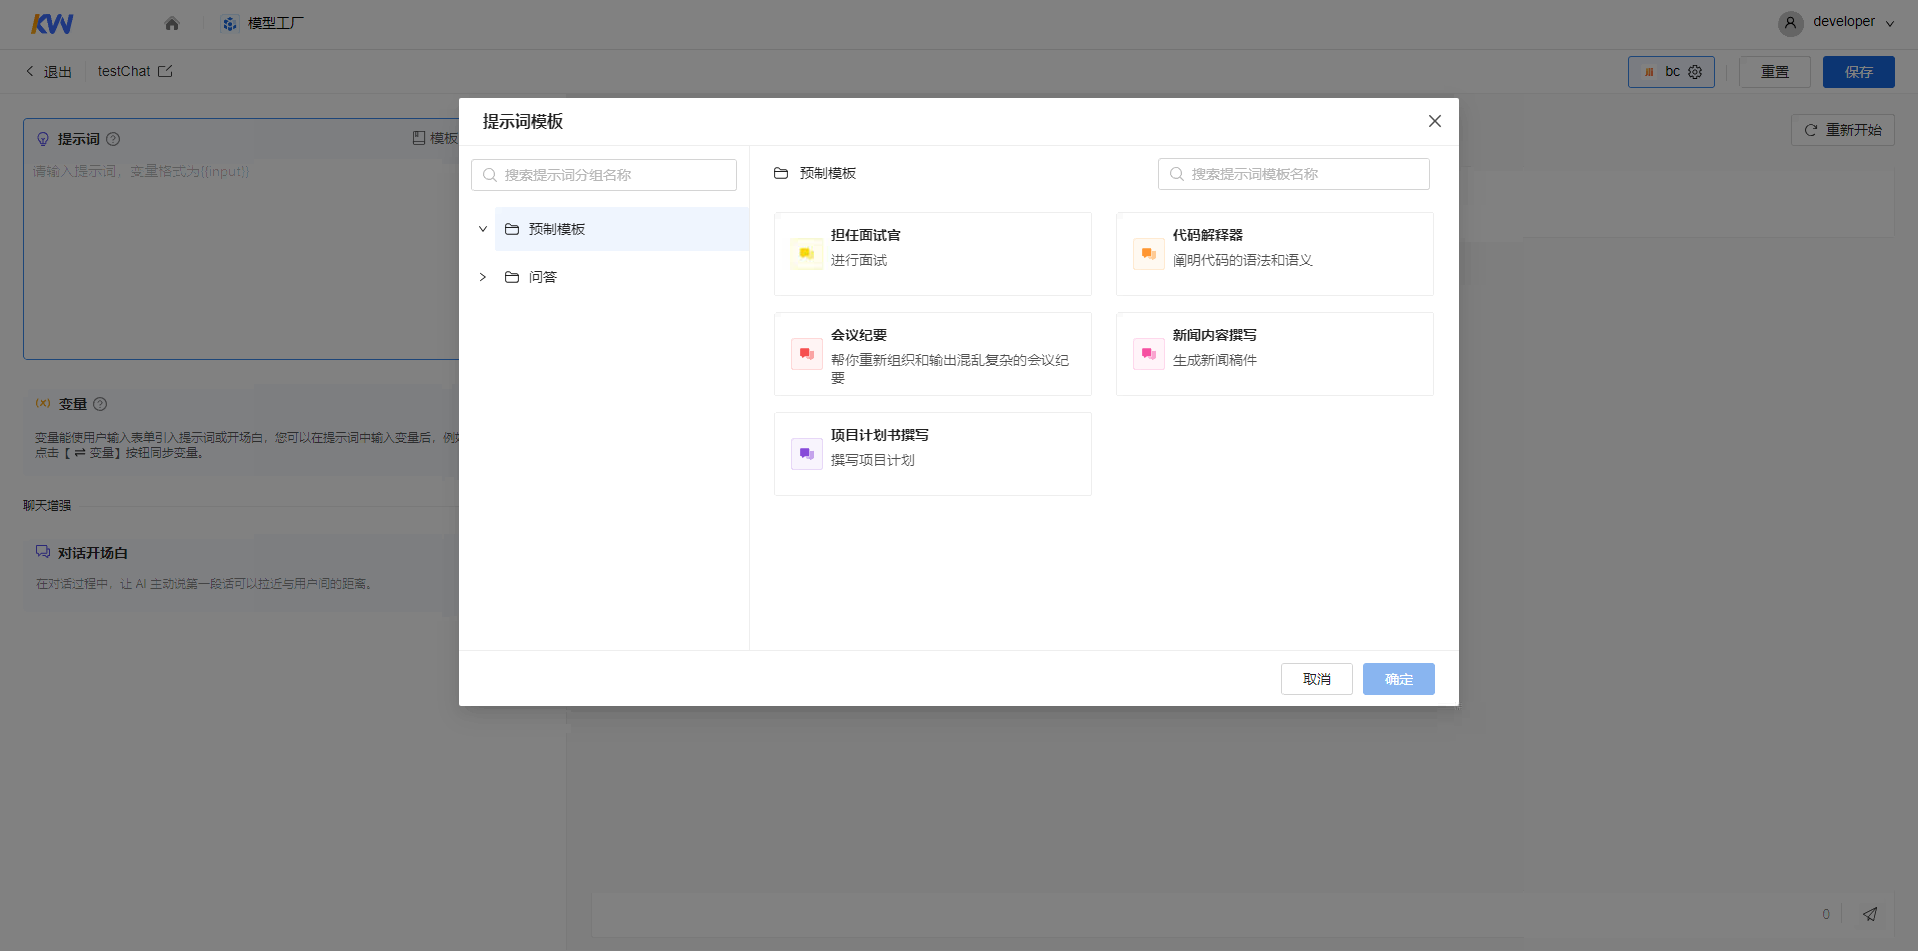 KW
模型工厂
developer
退出
testChat
bc
重置
保存
提示词
模板
请输入提示词，变量格式为{{input}}
重新开始
提示词模板
搜索提示词分组名称
预制模板
问答
预制模板
搜索提示词模板名称
担任面试官
进行面试
代码解释器
阐明代码的语法和语义
会议纪要
帮你重新组织和输出混乱复杂的会议纪
要
新闻内容撰写
生成新闻稿件
项目计划书撰写
撰写项目计划
取消
确定
(x) 变量
变量能使用户输入表单引入提示词或开场白，您可以在提示词中输入变量后，例如
点击【 ⇌ 变量】按钮同步变量。
聊天增强
对话开场白
在对话过程中，让 AI 主动说第一段话可以拉近与用户间的距离。
0